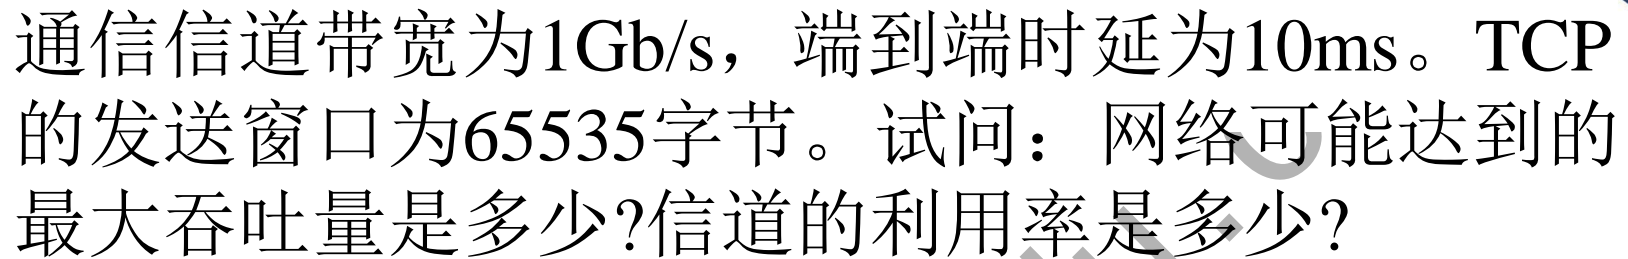 通信信道带宽为1Gb/s，端到端时延为10ms。TCP
的发送窗口为65535字节。试问：网络可能达到的
最大吞吐量是多少?信道的利用率是多少?